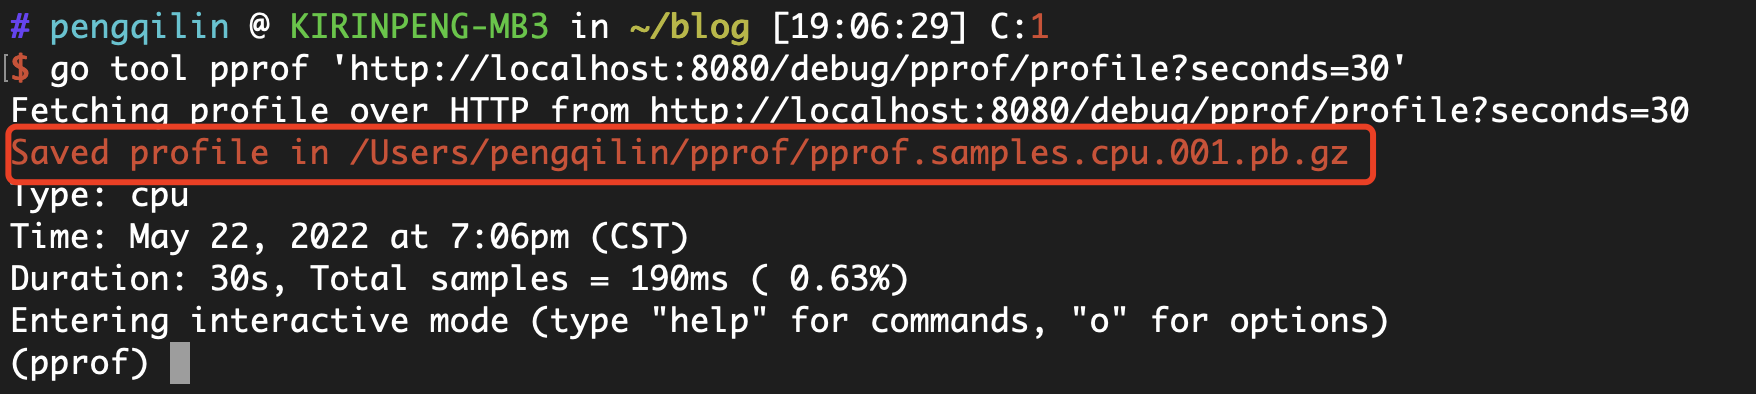 # pengqilin @ KIRINPENG-MB3 in ~/blog [19:06:29] C:1
$ go tool pprof 'http://localhost:8080/debug/pprof/profile?seconds=30'
Fetching profile over HTTP from http://localhost:8080/debug/pprof/profile?seconds=30
Saved profile in /Users/pengqilin/pprof/pprof.samples.cpu.001.pb.gz
Type: cpu
Time: May 22, 2022 at 7:06pm (CST)
Duration: 30s, Total samples = 190ms ( 0.63%)
Entering interactive mode (type "help" for commands, "o" for options)
(pprof)